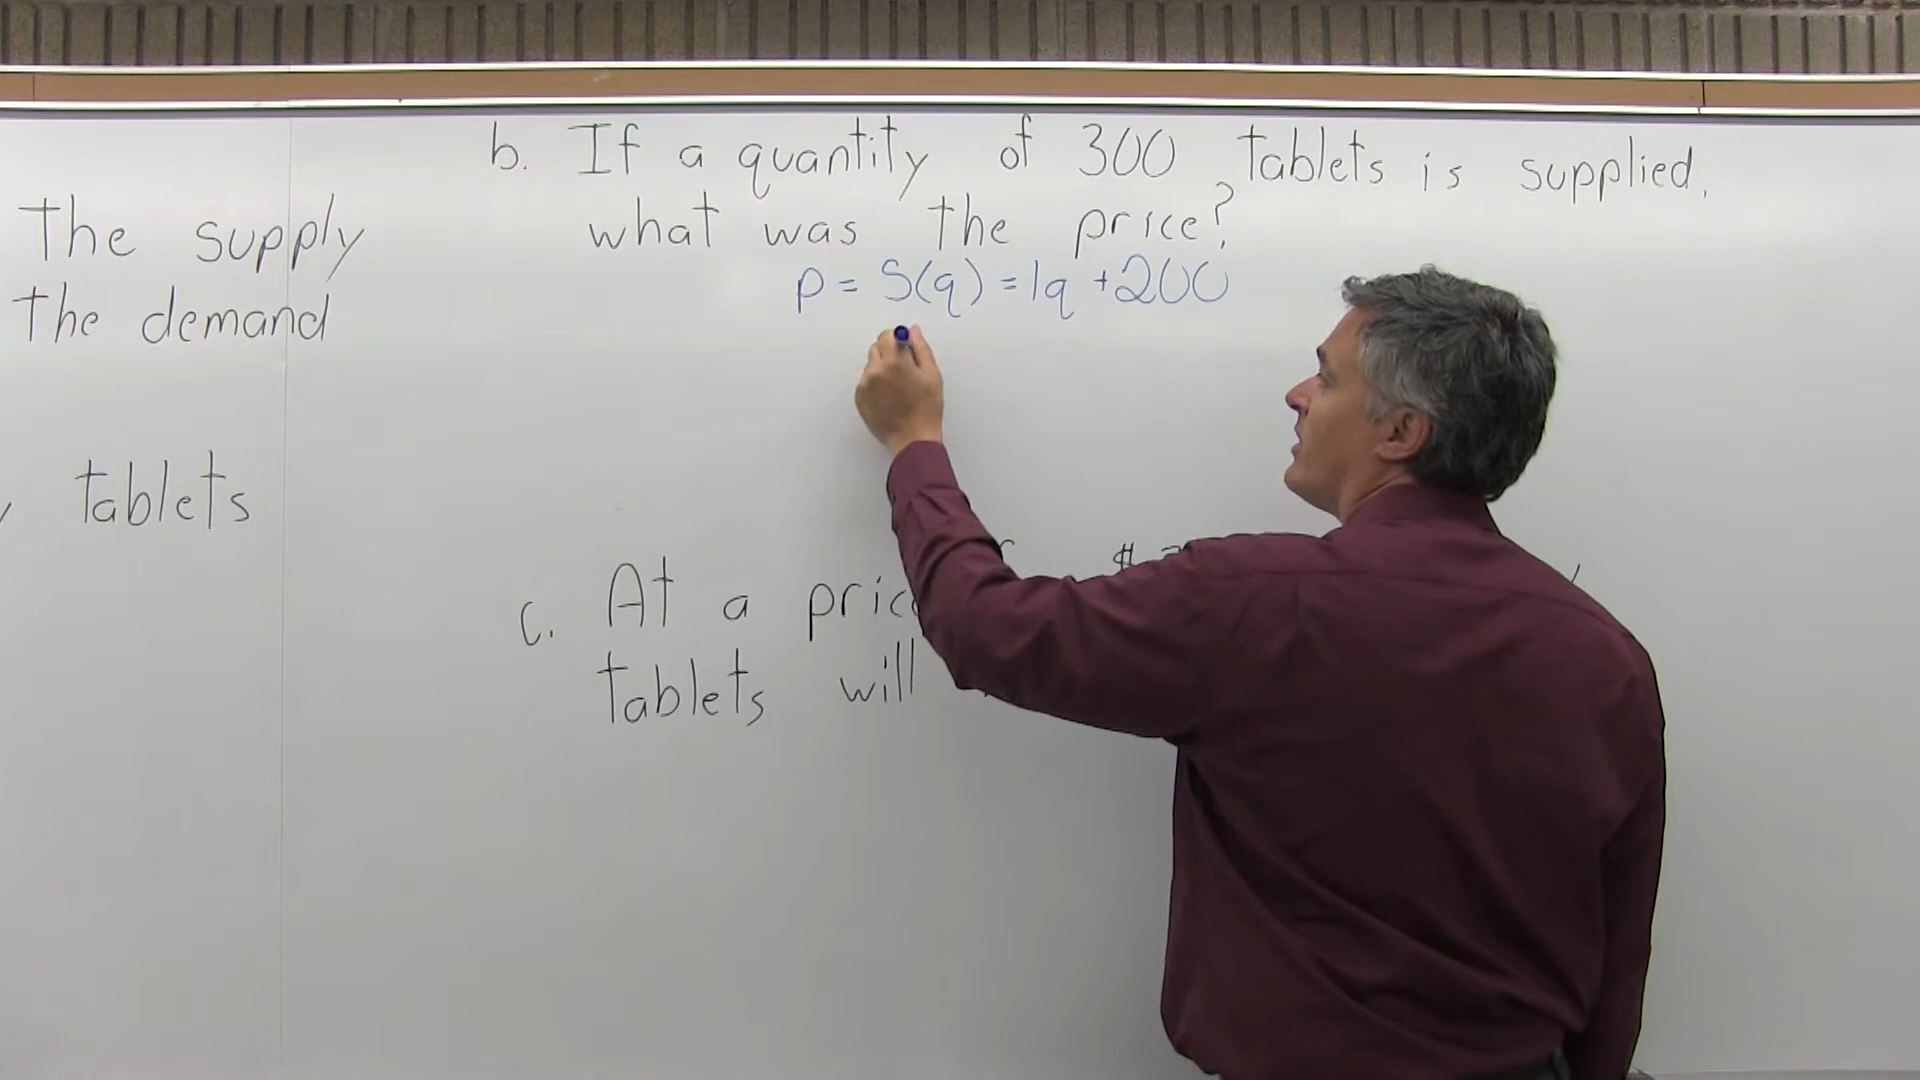 b. If a quantity of 300 tablets is supplied,
what was the price?
p = S(q) = 1q + 200
The supply
The demand
tablets
c. At a price $
tablets will